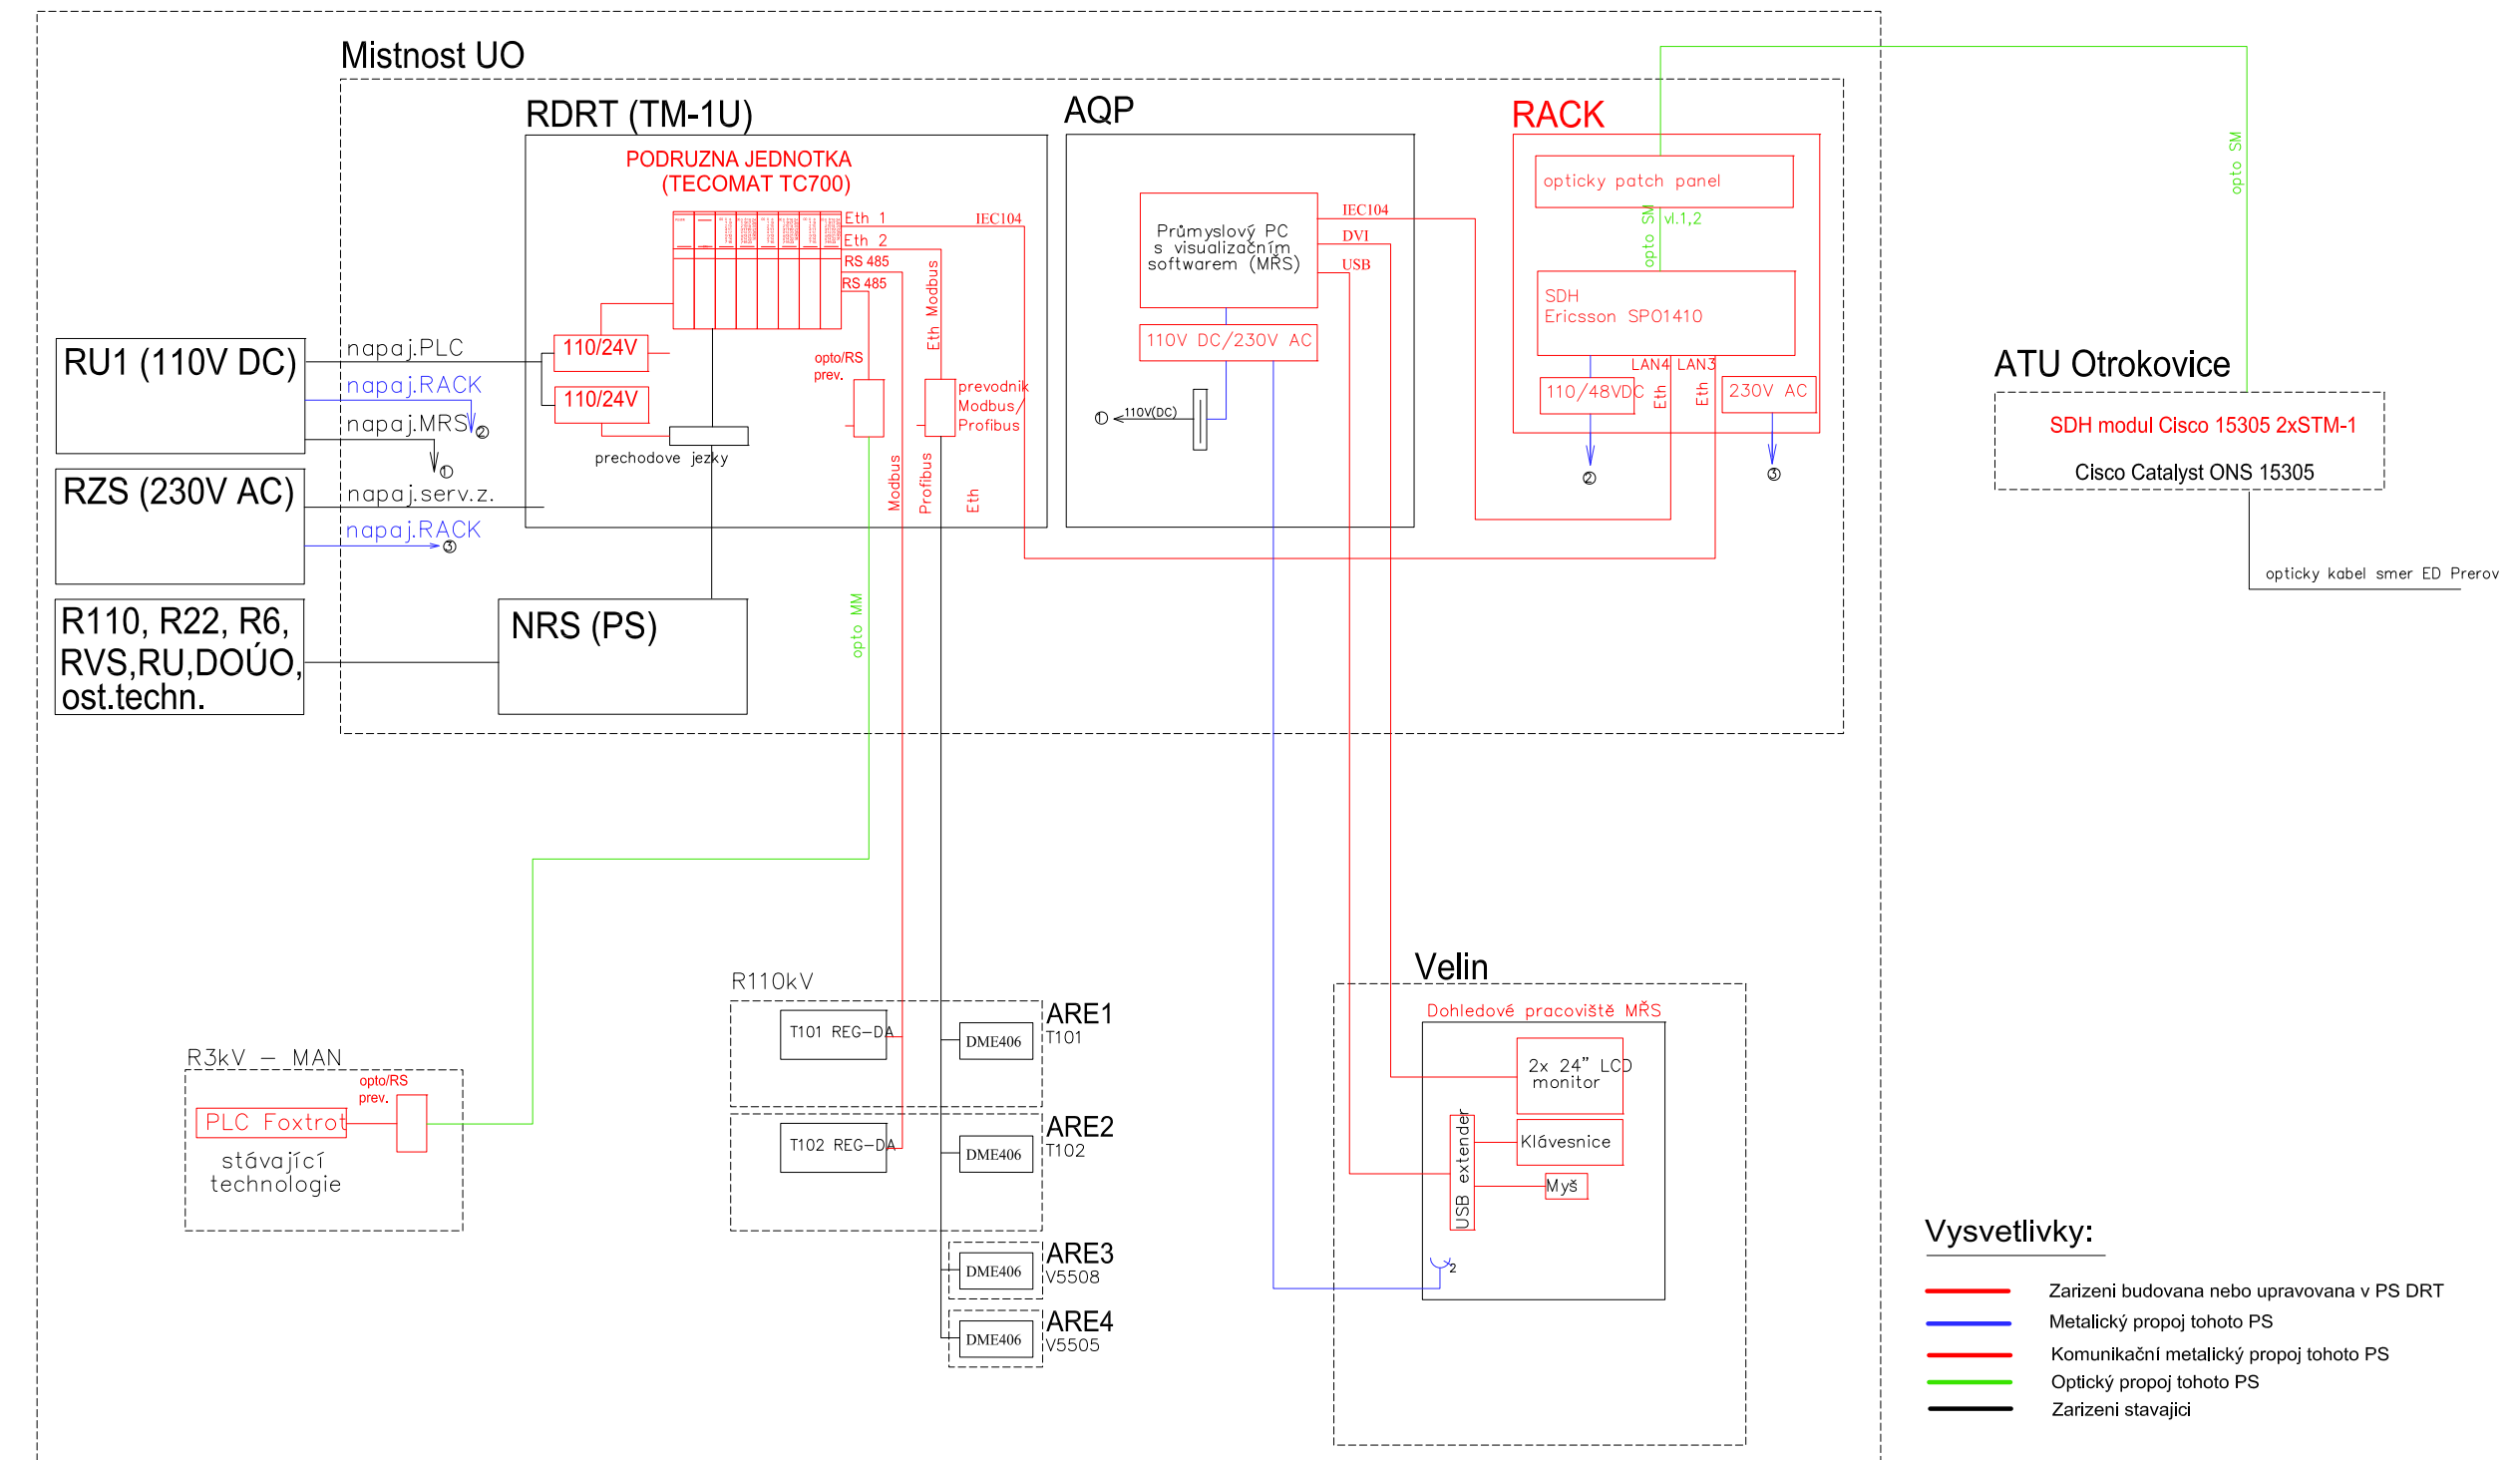 Mistnost UO
RDRT (TM-1U)
PODRUZNA JEDNOTKA
(TECOMAT TC700)
Eth 1
IEC104
Eth 2
RS 485
RS 485
Eth Modbus
110/24V
110/24V
opto/RS
prev.
prevodnik
Modbus/
Profibus
prechodove jezky
Modbus
Profibus
Eth
AQP
Průmyslový PC
s visualizačním
softwarem (MŘS)
IEC104
DVI
USB
110V DC/230V AC
①
110V(DC)
RACK
opticky patch panel
opto SM
vl.1,2
SDH
Ericsson SPO1410
LAN4
LAN3
110/48VDC
Eth
Eth
230V AC
②
③
opto SM
ATU Otrokovice
SDH modul Cisco 15305 2xSTM-1
Cisco Catalyst ONS 15305
opticky kabel smer ED Prerov
RU1 (110V DC)
napaj.PLC
napaj.RACK
②
napaj.MRS
①
RZS (230V AC)
napaj.serv.z.
napaj.RACK
③
R110, R22, R6,
RVS,RU,DOÚO,
ost.techn.
NRS (PS)
opto MM
R3kV – MAN
opto/RS
prev.
PLC Foxtrot
stávající
technologie
R110kV
T101 REG–DA
DME406
ARE1
T101
T102 REG–DA
DME406
ARE2
T102
DME406
ARE3
V5508
DME406
ARE4
V5505
Velin
Dohledové pracoviště MŘS
2x 24" LCD
monitor
USB extender
Klávesnice
Myš
2
Vysvetlivky:
Zarizeni budovana nebo upravovana v PS DRT
Metalický propoj tohoto PS
Komunikační metalický propoj tohoto PS
Optický propoj tohoto PS
Zarizeni stavajici